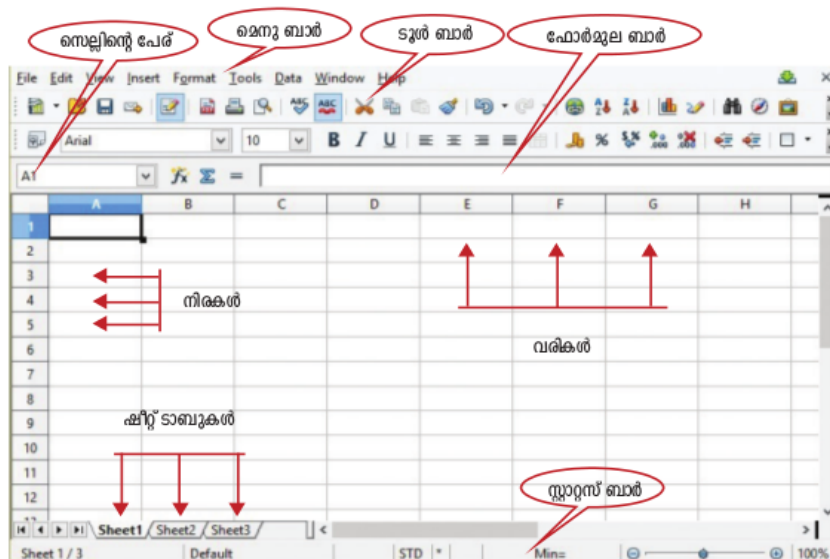 സെല്ലിന്റെ പേര്
മെനു ബാർ
ടൂൾ ബാർ
ഫോർമുല ബാർ
File Edit View Insert Format Tools Data Window Help
Arial 10 B I U
A1 fx Σ =
A B C D E F G H
1
2
3
നിരകൾ
4
5
വരികൾ
6
7
8
ഷീറ്റ് ടാബുകൾ
9
10
11
സ്റ്റാറ്റസ് ബാർ
12
Sheet1 Sheet2 Sheet3
Sheet 1 / 3 Default STD * Min= 100%